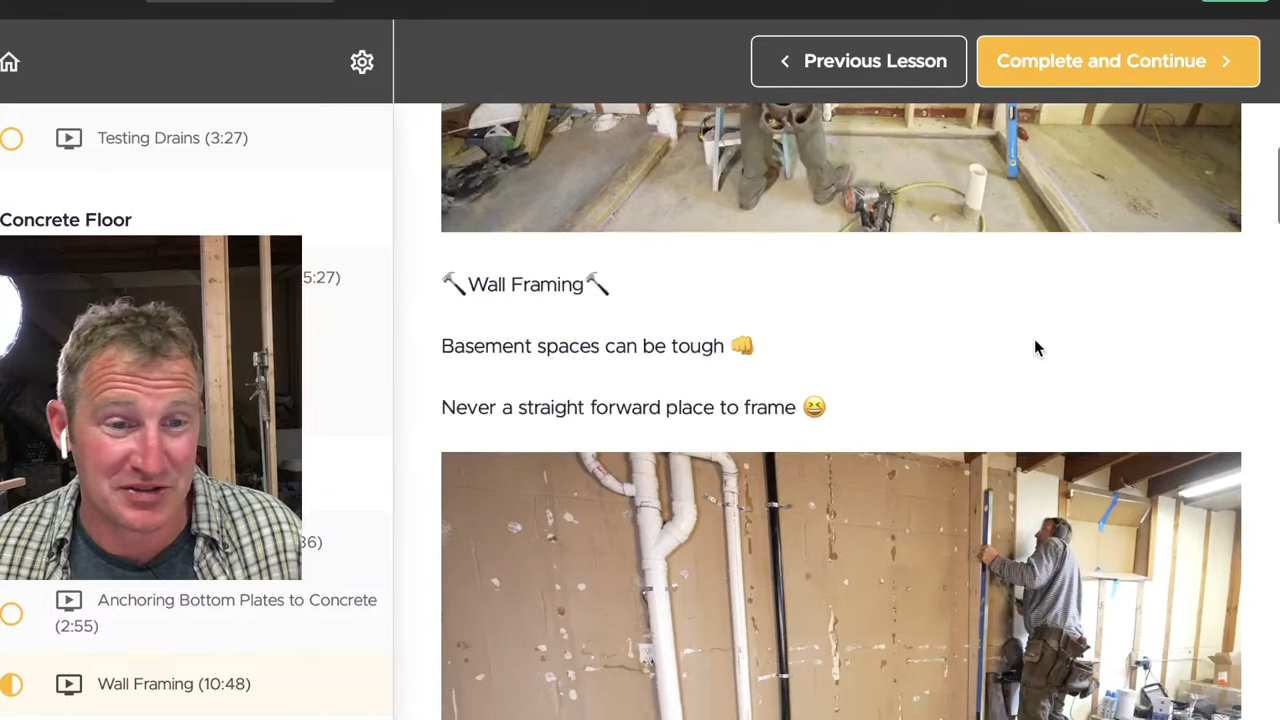 Previous Lesson
Complete and Continue
Testing Drains (3:27)
Concrete Floor
5:27)
36)
Anchoring Bottom Plates to Concrete
(2:55)
Wall Framing (10:48)
🔨Wall Framing🔨
Basement spaces can be tough 👊
Never a straight forward place to frame 😆